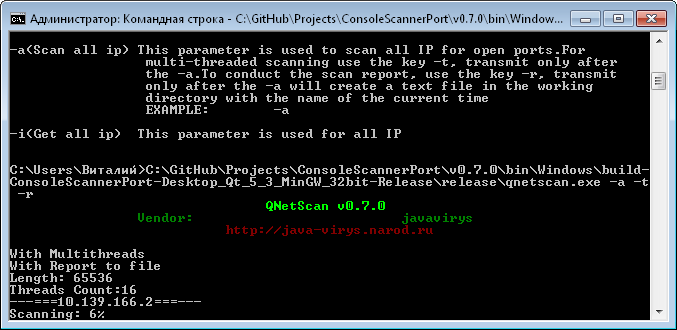 Администратор: Командная строка - C:\GitHub\Projects\ConsoleScannerPort\v0.7.0\bin\Window...
-a(Scan all ip) This parameter is used to scan all IP for open ports.For
multi-threaded scanning use the key -t, transmit only after
the -a.To conduct the scan report, use the key -r, transmit
only after the -a will create a text file in the working
directory with the name of the current time
EXAMPLE: -a
-i(Get all ip) This parameter is used for all IP
C:\Users\Виталий>C:\GitHub\Projects\ConsoleScannerPort\v0.7.0\bin\Windows\build-
ConsoleScannerPort-Desktop_Qt_5_3_MinGW_32bit-Release\release\qnetscan.exe -a -t
-r
QNetScan v0.7.0
Vendor: javavirys
http://java-virys.narod.ru
With Multithreads
With Report to file
Length: 65536
Threads Count:16
---===10.139.166.2===---
Scanning: 6%